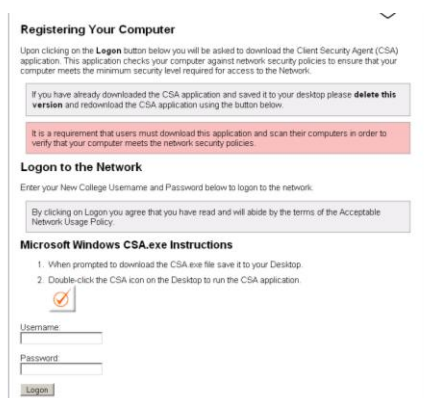 Registering Your Computer
Upon clicking on the Logon button below you will be asked to download the Client Security Agent (CSA)
application. This application checks your computer against network security policies to ensure that your
computer meets the minimum security level required for access to the Network.
If you have already downloaded the CSA application and saved it to your desktop please delete this
version and redownload the CSA application using the button below.
It is a requirement that users must download this application and scan their computers in order to
verify that your computer meets the network security policies.
Logon to the Network
Enter your New College Username and Password below to logon to the network.
By clicking on Logon you agree that you have read and will abide by the terms of the Acceptable
Network Usage Policy.
Microsoft Windows CSA.exe Instructions
1. When prompted to download the CSA.exe file save it to your Desktop.
2. Double-click the CSA icon on the Desktop to run the CSA application.
Username:
Password:
Logon